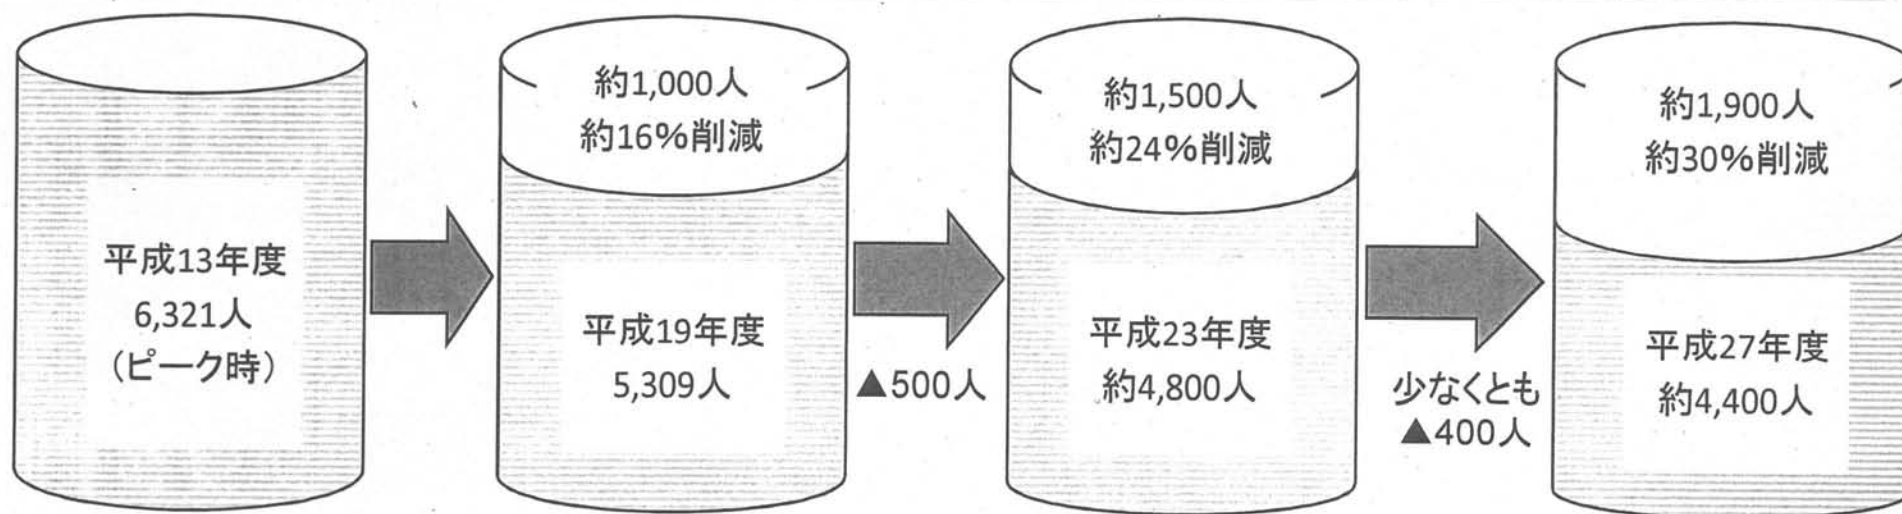 平成13年度
6,321人
(ピーク時)
約1,000人
約16%削減
平成19年度
5,309人
▲500人
約1,500人
約24%削減
平成23年度
約4,800人
少なくとも
▲400人
約1,900人
約30%削減
平成27年度
約4,400人